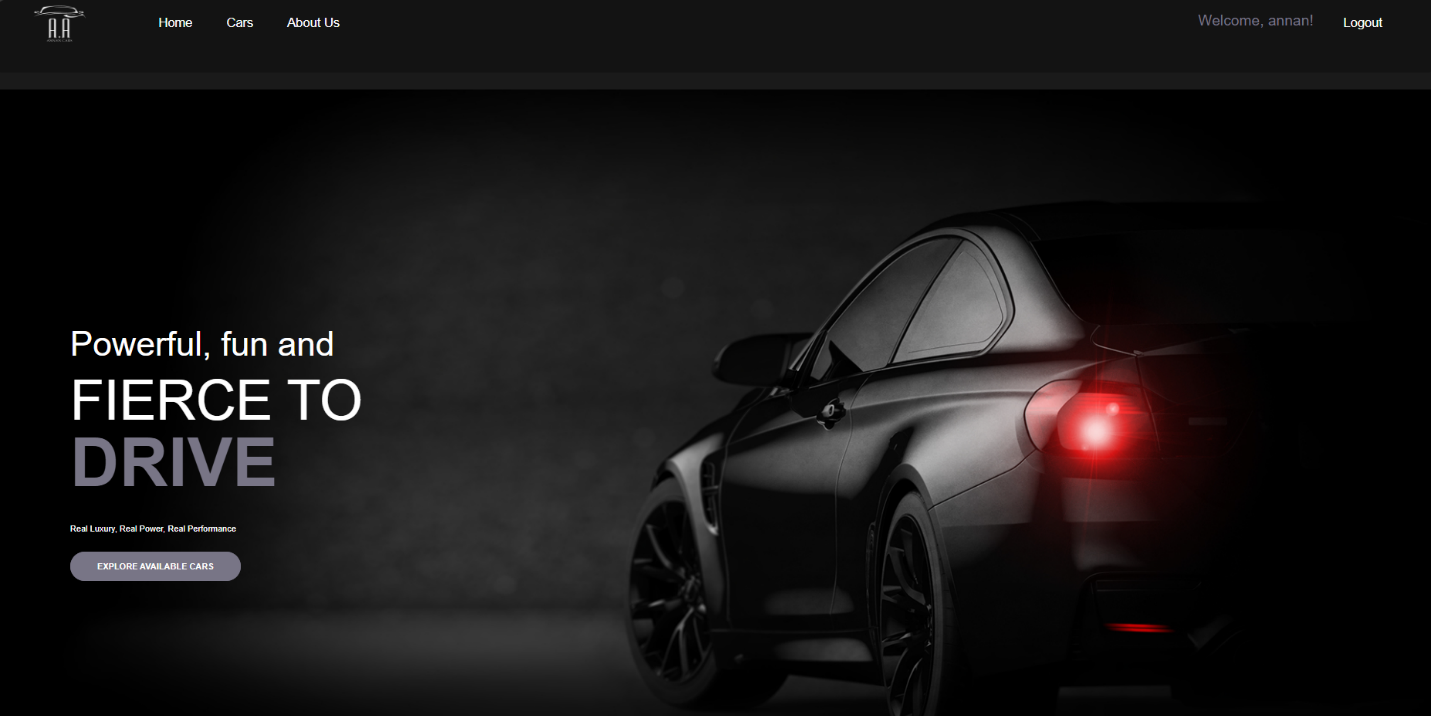 A.A
Home
Cars
About Us
Welcome, annan!
Logout
Powerful, fun and
FIERCE TO
DRIVE
Real Luxury, Real Power, Real Performance
EXPLORE AVAILABLE CARS